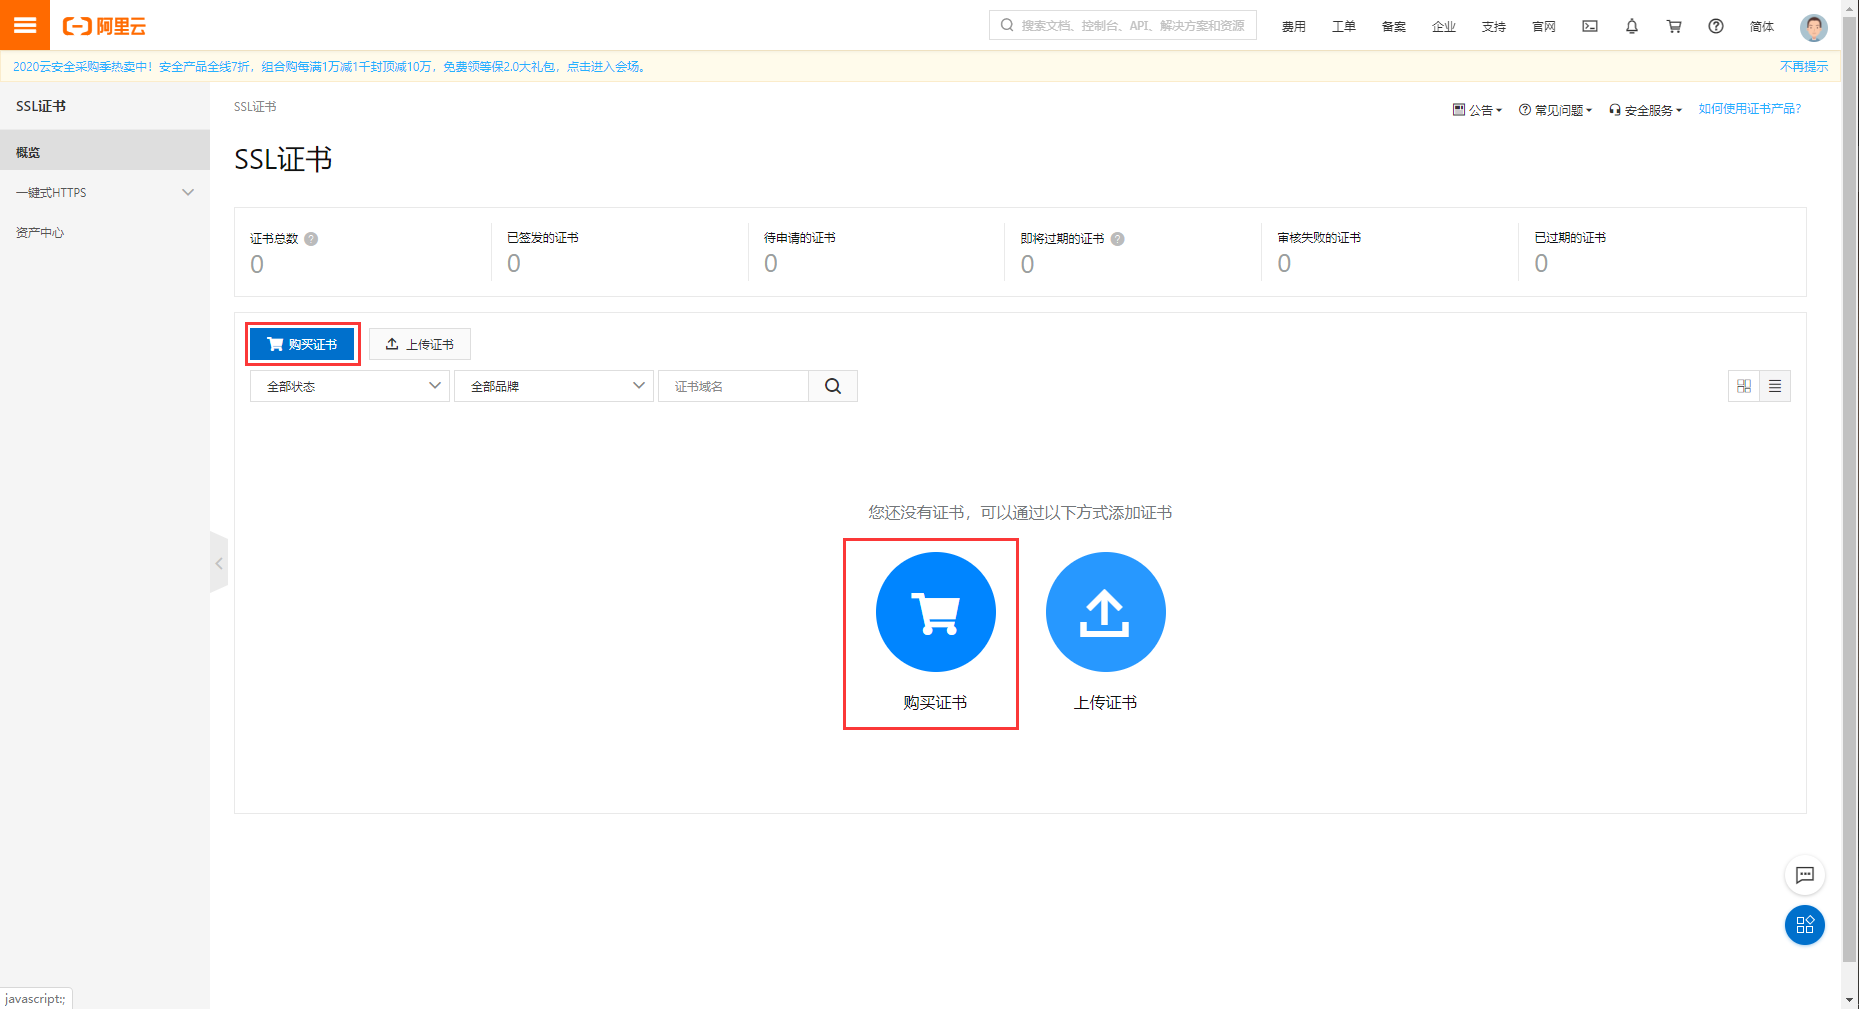 阿里云
搜索文档、控制台、API、解决方案和资源
费用 工单 备案 企业 支持 官网 简体
2020云安全采购季热卖中！安全产品全线7折，组合购每满1万减1千封顶减10万，免费领等保2.0大礼包，点击进入会场。 不再提示
SSL证书
概览
一键式HTTPS
资产中心
SSL证书
公告 常见问题 安全服务 如何使用证书产品?
SSL证书
证书总数 ? 已签发的证书 待申请的证书 即将过期的证书 ? 审核失败的证书 已过期的证书
0 0 0 0 0 0
购买证书 上传证书
全部状态 全部品牌 证书域名
您还没有证书，可以通过以下方式添加证书
购买证书 上传证书
javascript:;